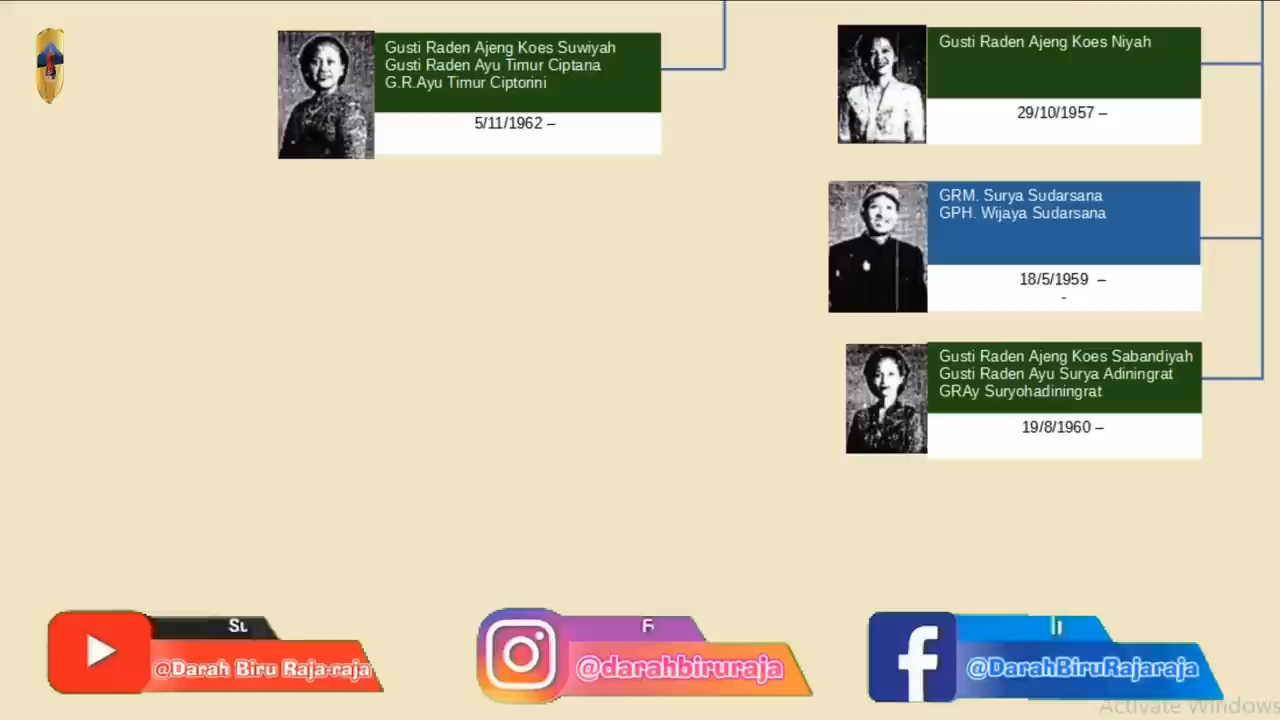 Gusti Raden Ajeng Koes Suwiyah
Gusti Raden Ayu Timur Ciptana
G.R.Ayu Timur Ciptorini
5/11/1962 –
Gusti Raden Ajeng Koes Niyah
29/10/1957 –
GRM. Surya Sudarsana
GPH. Wijaya Sudarsana
18/5/1959 –
-
Gusti Raden Ajeng Koes Sabandiyah
Gusti Raden Ayu Surya Adiningrat
GRAy Suryohadiningrat
19/8/1960 –
@Darah Biru Raja-raja
@darahbiruraja
@DarahBiruRajaraja
Activate Windows